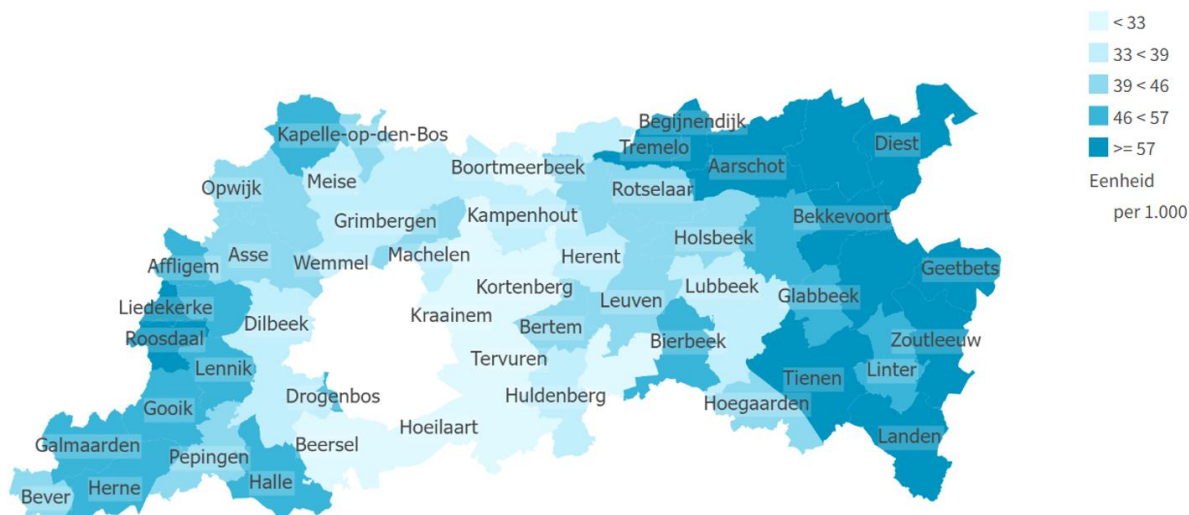 < 33
33 < 39
39 < 46
46 < 57
>= 57
Eenheid
per 1.000
Begijnendijk
Kapelle-op-den-Bos
Diest
Tremelo
Aarschot
Boortmeerbeek
Meise
Opwijk
Rotselaar
Kampenhout
Bekkevoort
Grimbergen
Holsbeek
Asse
Machelen
Herent
Wemmel
Affligem
Geetbets
Kortenberg
Lubbeek
Glabbeek
Leuven
Liedekerke
Kraainem
Dilbeek
Bertem
Roosdaal
Bierbeek
Zoutleeuw
Tervuren
Lennik
Linter
Tienen
Drogenbos
Huldenberg
Hoegaarden
Gooik
Hoeilaart
Landen
Galmaarden
Beersel
Pepingen
Halle
Herne
Bever